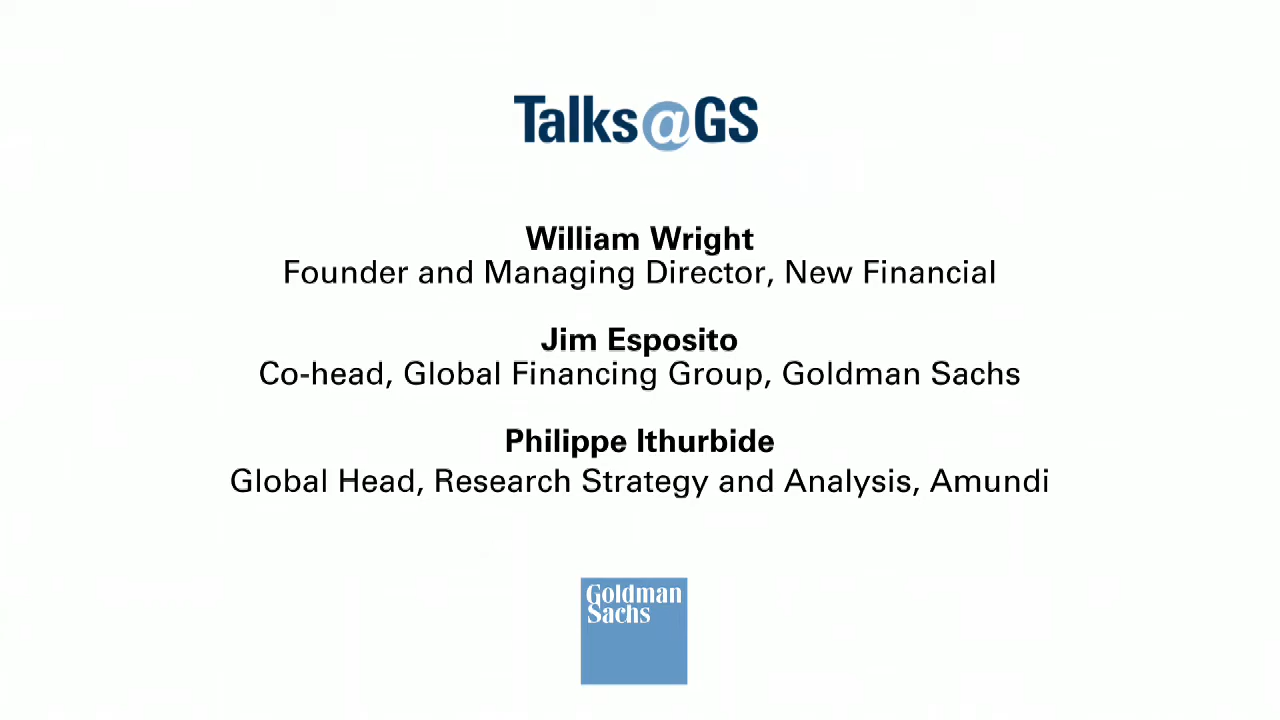 Talks@GS
William Wright
Founder and Managing Director, New Financial
Jim Esposito
Co-head, Global Financing Group, Goldman Sachs
Philippe Ithurbide
Global Head, Research Strategy and Analysis, Amundi
Goldman
Sachs